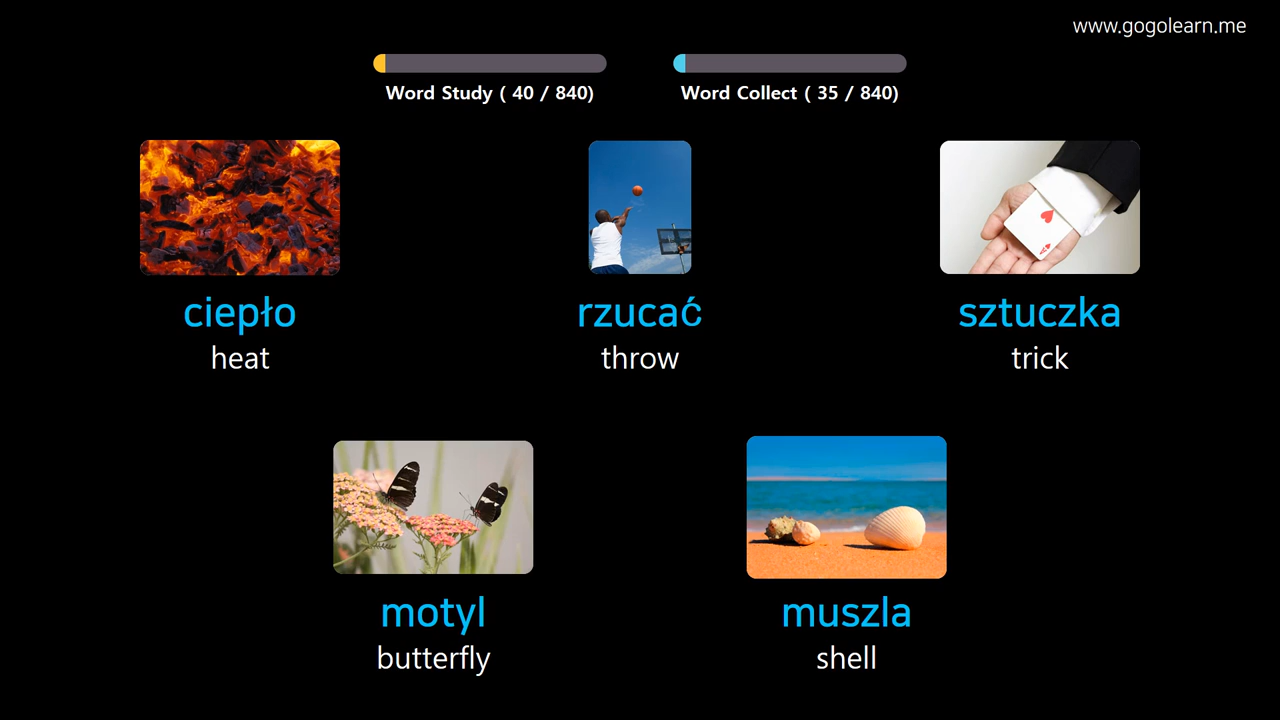 www.gogolearn.me
Word Study ( 40 / 840)
Word Collect ( 35 / 840)
ciepło
heat
rzucać
throw
sztuczka
trick
motyl
butterfly
muszla
shell